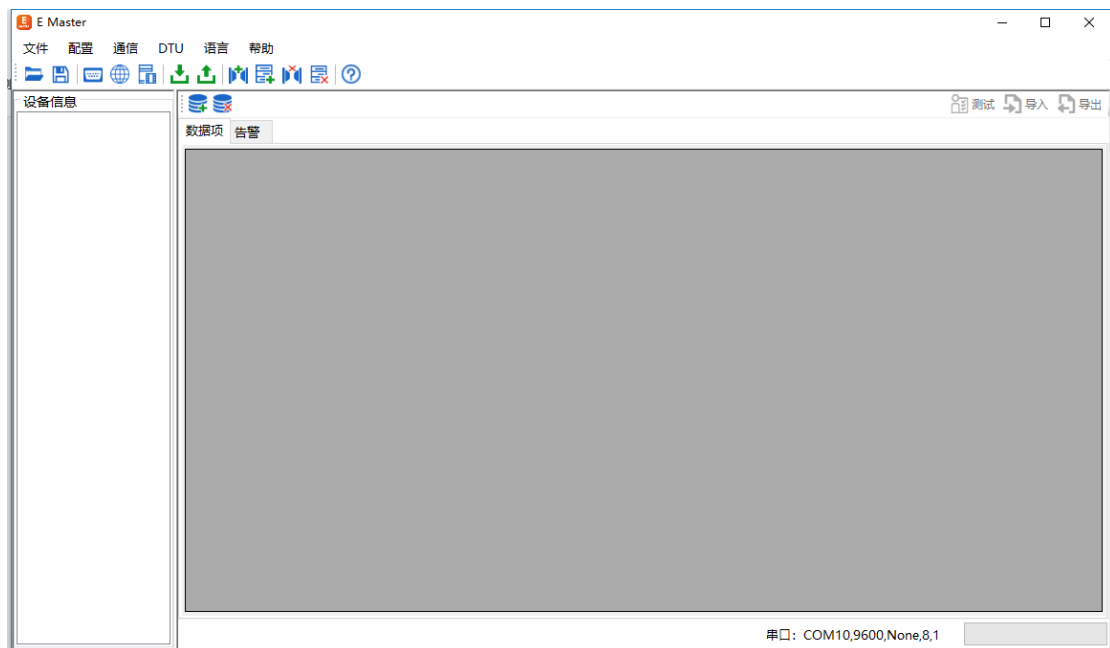 E Master
文件 配置 通信 DTU 语言 帮助
设备信息
测试 导入 导出
数据项 告警
串口：COM10,9600,None,8,1